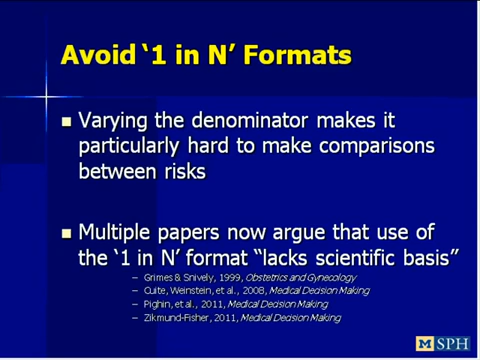 Avoid ‘1 in N’ Formats
■ Varying the denominator makes it
particularly hard to make comparisons
between risks
■ Multiple papers now argue that use of
the ‘1 in N’ format “lacks scientific basis”
– Grimes & Snively, 1999, Obstetrics and Gynecology
– Cuite, Weinstein, et al., 2008, Medical Decision Making
– Pighin, et al., 2011, Medical Decision Making
– Zikmund-Fisher, 2011, Medical Decision Making
M SPH